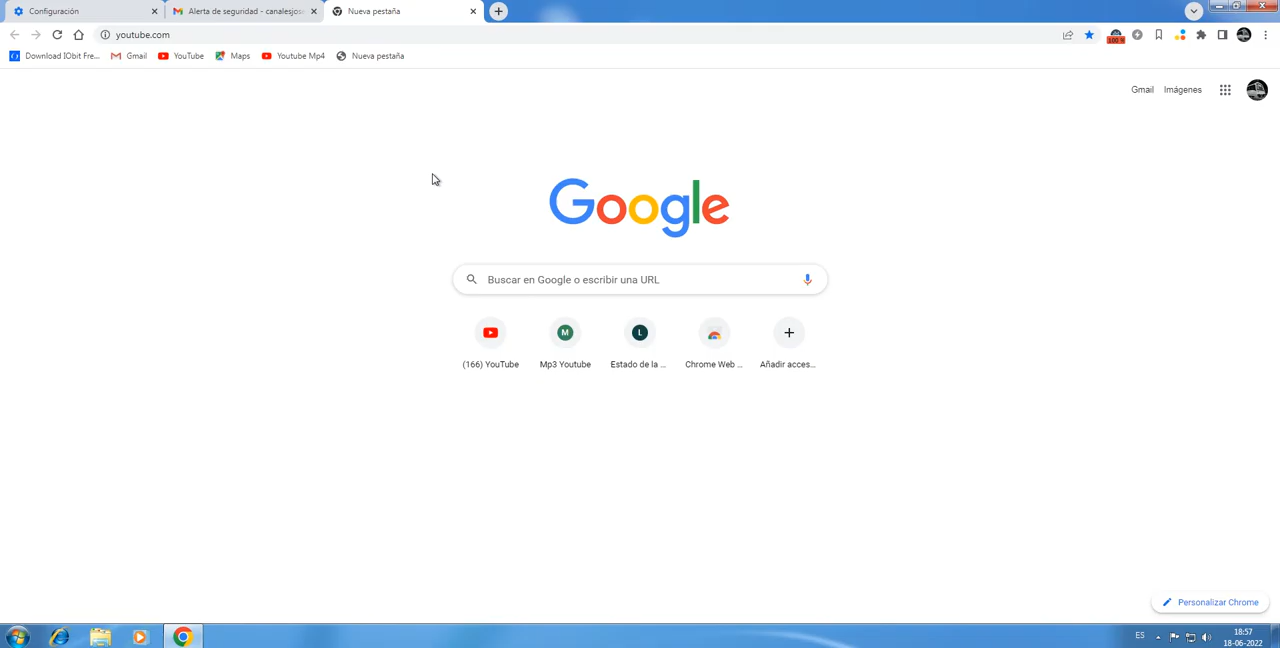 Configuración
Alerta de seguridad - canalesjos
Nueva pestaña
youtube.com
100 %
Download IObit Fre...
Gmail
YouTube
Maps
Youtube Mp4
Nueva pestaña
Gmail
Imágenes
Google
Buscar en Google o escribir una URL
M
L
(166) YouTube
Mp3 Youtube
Estado de la ...
Chrome Web ...
Añadir acces...
Personalizar Chrome
ES
18:57
18-06-2022